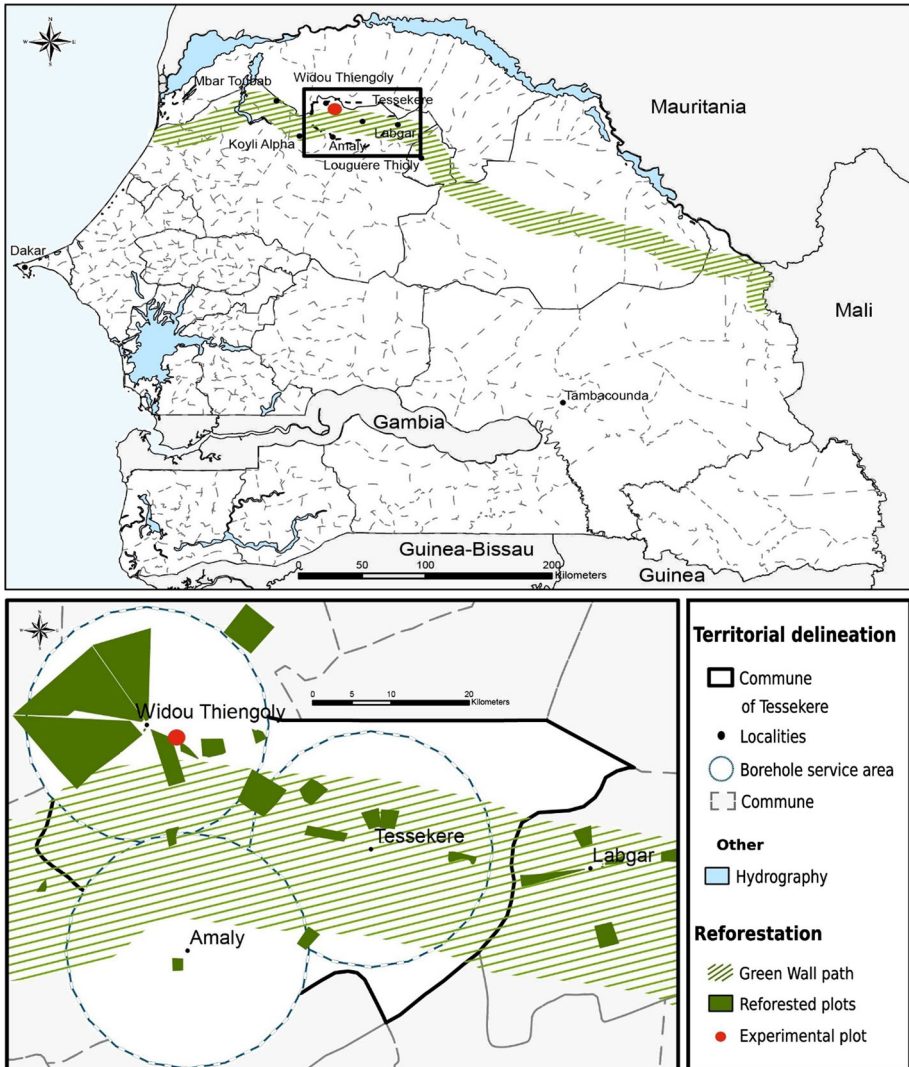 N
Mbar Toubab
Widou Thiengoly
Tessekere
Mauritania
Labgar
Koyli Alpha
Amaly
Louguere Thioly
Dakar
Mali
Tambacounda
Gambia
Guinea-Bissau
Guinea
0 50 100 200
Kilometers
N
0 5 10 20
Kilometers
Widou Thiengoly
Tessekere
Labgar
Amaly
Territorial delineation
Commune
of Tessekere
Localities
Borehole service area
Commune
Other
Hydrography
Reforestation
Green Wall path
Reforested plots
Experimental plot